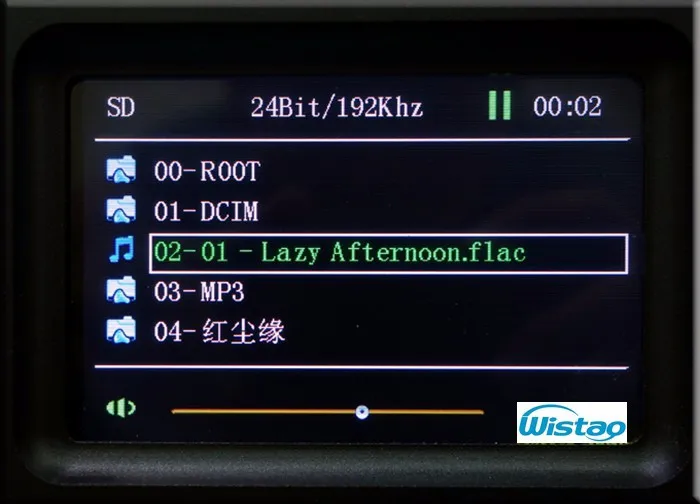 SD 24Bit/192Khz 00:02
00-ROOT
01-DCIM
02-01 - Lazy Afternoon.flac
03-MP3
04-红尘缘
Wistao